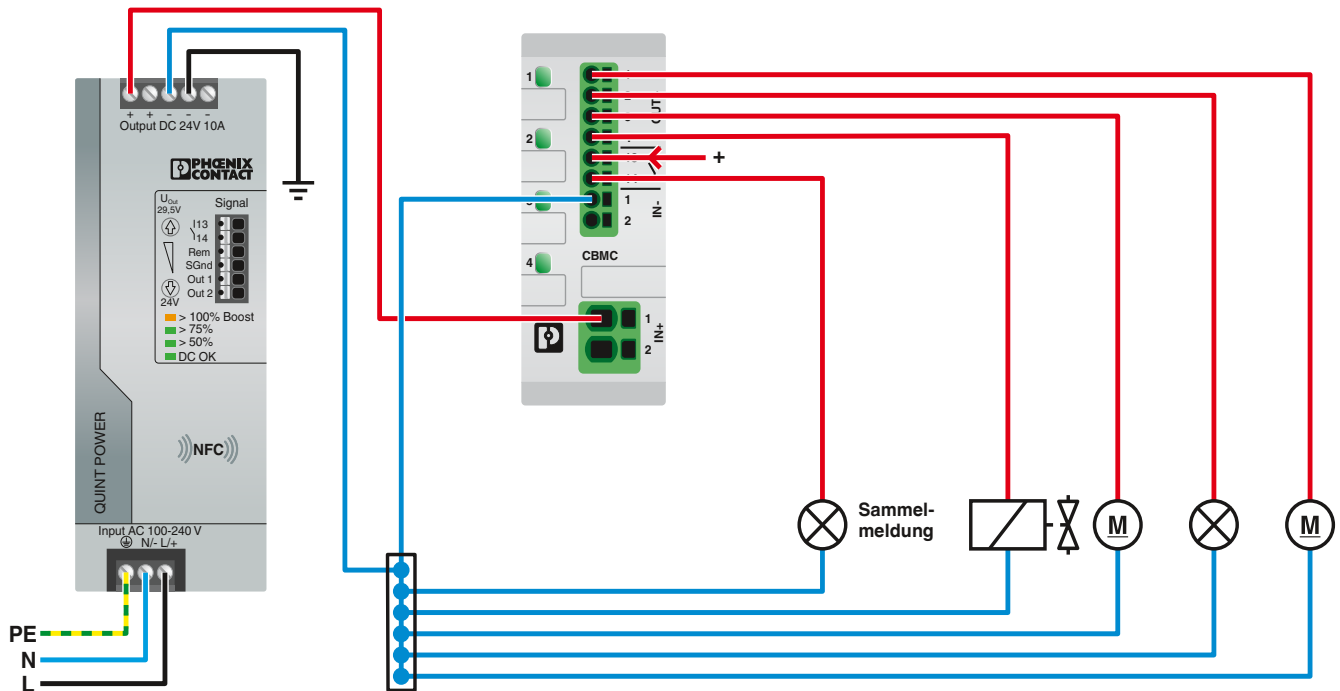 + + - - -
Output DC 24V 10A
PHŒNIX
CONTACT
UOut
29,5V
Signal
13
14
Rem
SGnd
Out 1
Out 2
24V
> 100% Boost
> 75%
> 50%
DC OK
QUINT POWER
NFC
Input AC 100-240 V
N/- L/+
PE
N
L
1
2
4
OUT
+
1
2
IN-
CBMC
1
2
IN+
Sammel-
meldung
M
M